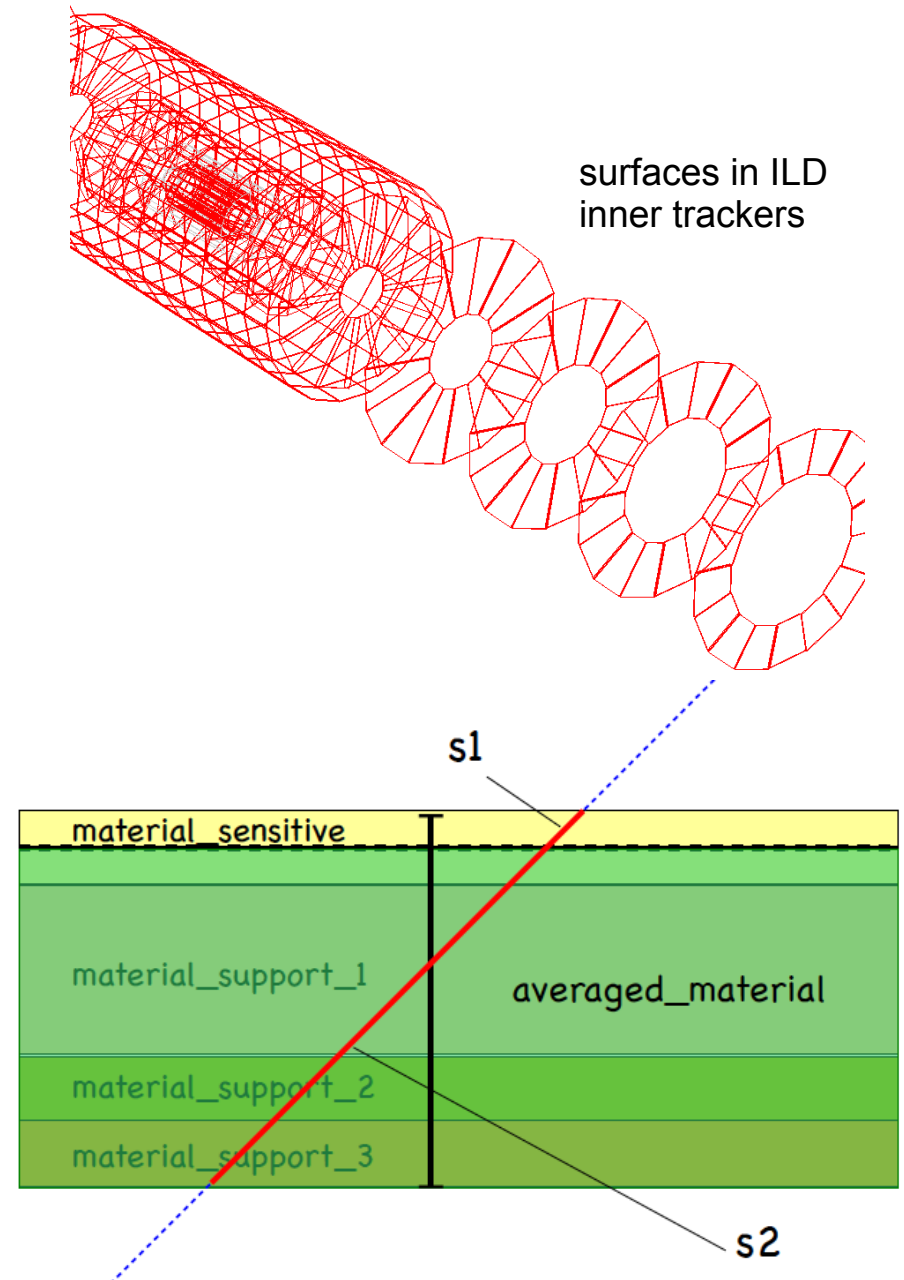 surfaces in ILD
inner trackers
s1
material_sensitive
material_support_1
averaged_material
material_support_2
material_support_3
s2